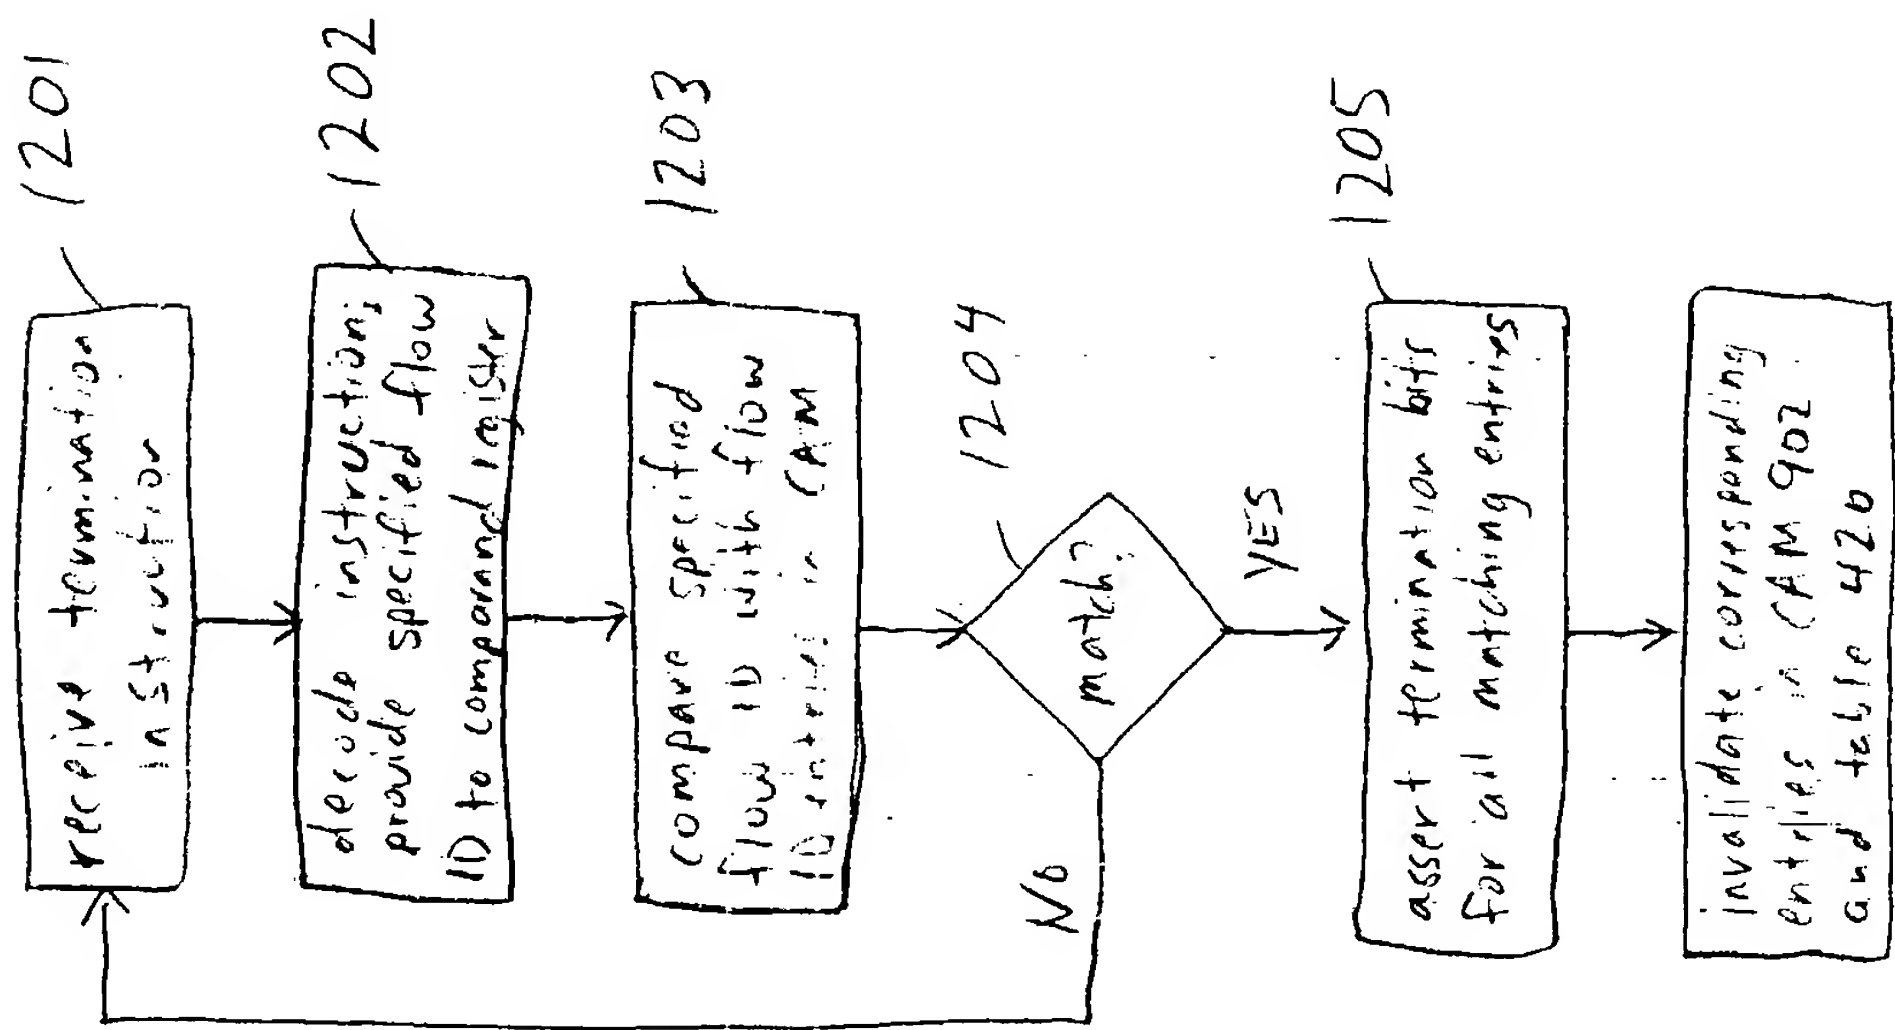 1201
receive termination
instruction
1202
decode instruction;
provide specified flow
ID to comparand register
1203
compare specified
flow ID with flow
ID entries in CAM
1204
match?
NO
YES
1205
assert termination bits
for all matching entries
invalidate corresponding
entries in CAM 902
and table 420